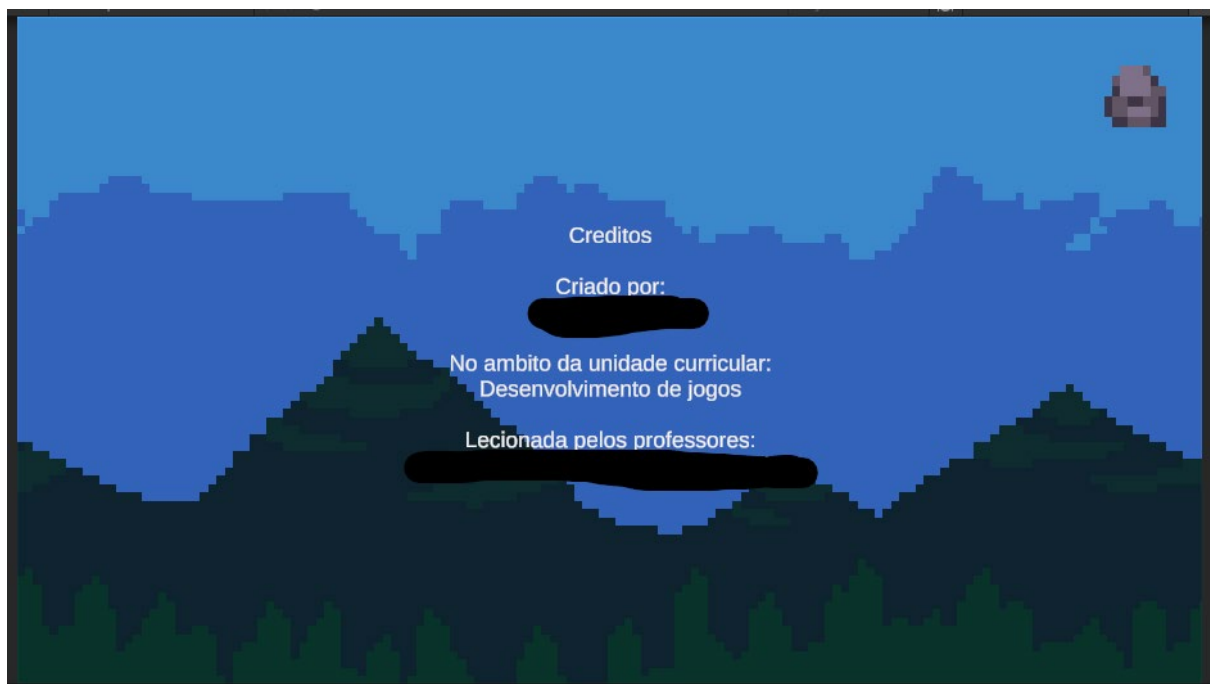 Creditos
Criado por:
No ambito da unidade curricular:
Desenvolvimento de jogos
Lecionada pelos professores: